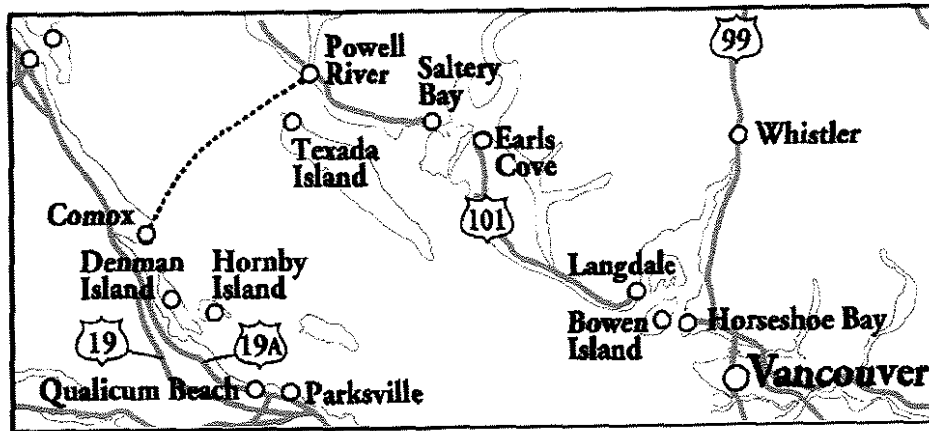 99
Powell
River
Saltery
Bay
Whistler
Earls
Cove
Texada
Island
101
Comox
Denman
Island
Hornby
Island
Langdale
Bowen
Island
Horseshoe Bay
19
19A
Vancouver
Qualicum Beach
Parksville